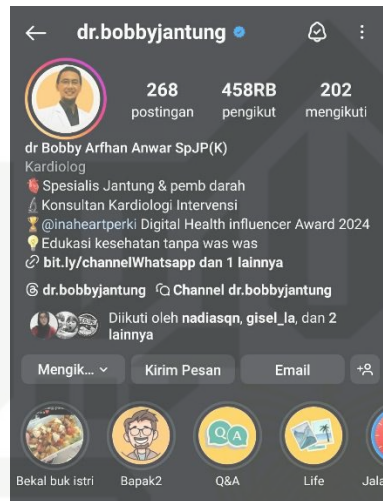 dr.bobbyjantung
268 458RB 202
postingan pengikut mengikuti
dr Bobby Arfhan Anwar SpJP(K)
Kardiolog
Spesialis Jantung & pemb darah
Konsultan Kardiologi Intervensi
@inaheartperki Digital Health influencer Award 2024
Edukasi kesehatan tanpa was was
bit.ly/channelWhatsapp dan 1 lainnya
dr.bobbyjantung Channel dr.bobbyjantung
Diikuti oleh nadiasqn, gisel_la, dan 2
lainnya
Mengik... Kirim Pesan Email
Q&A
Bekal buk istri Bapak2 Q&A Life Jala